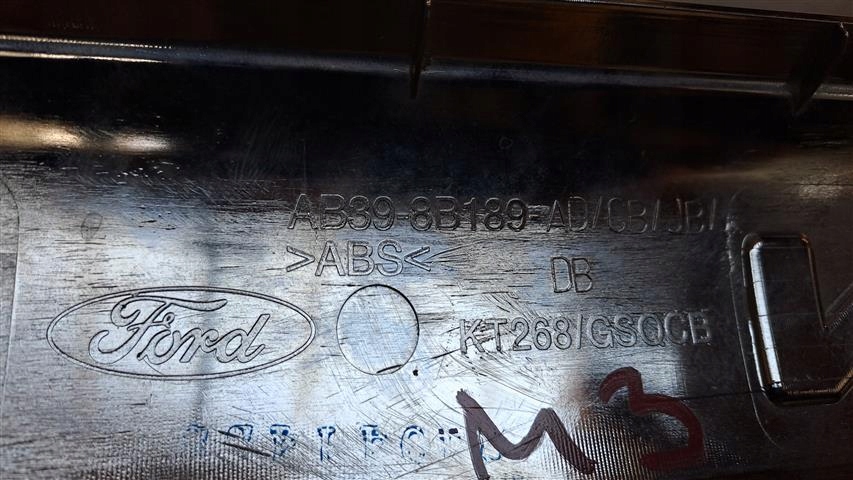 AB39-8B189-AD/CB/JB/
>ABS<
DB
Ford
KT268/GSQCB
M3